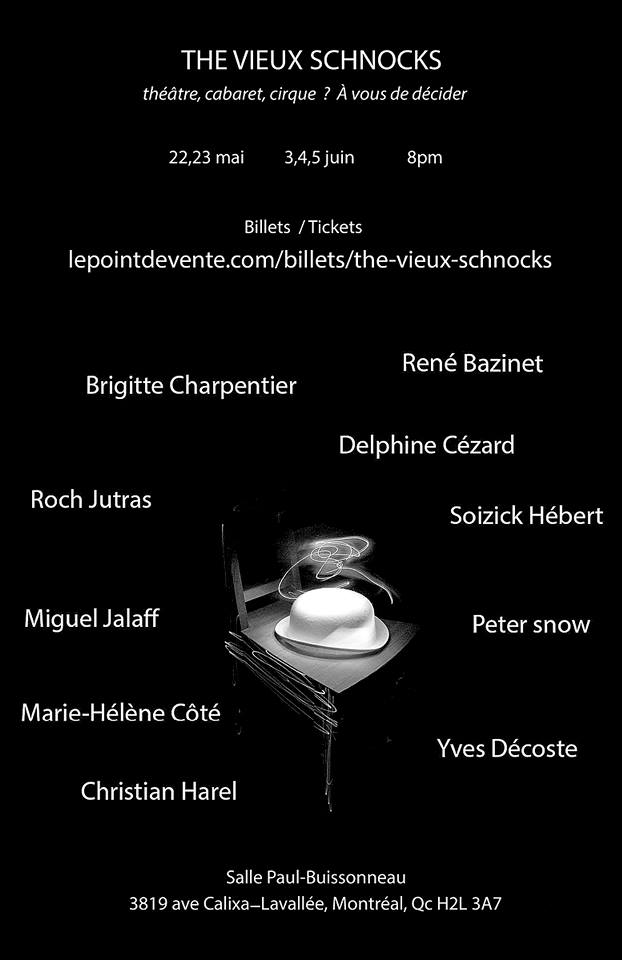 THE VIEUX SCHNOCKS
théâtre, cabaret, cirque ? À vous de décider
22,23 mai 3,4,5 juin 8pm
Billets / Tickets
lepointdevente.com/billets/the-vieux-schnocks
René Bazinet
Brigitte Charpentier
Delphine Cézard
Roch Jutras
Soizick Hébert
Miguel Jalaff
Peter snow
Marie-Hélène Côté
Yves Décoste
Christian Harel
Salle Paul-Buissonneau
3819 ave Calixa–Lavallée, Montréal, Qc H2L 3A7